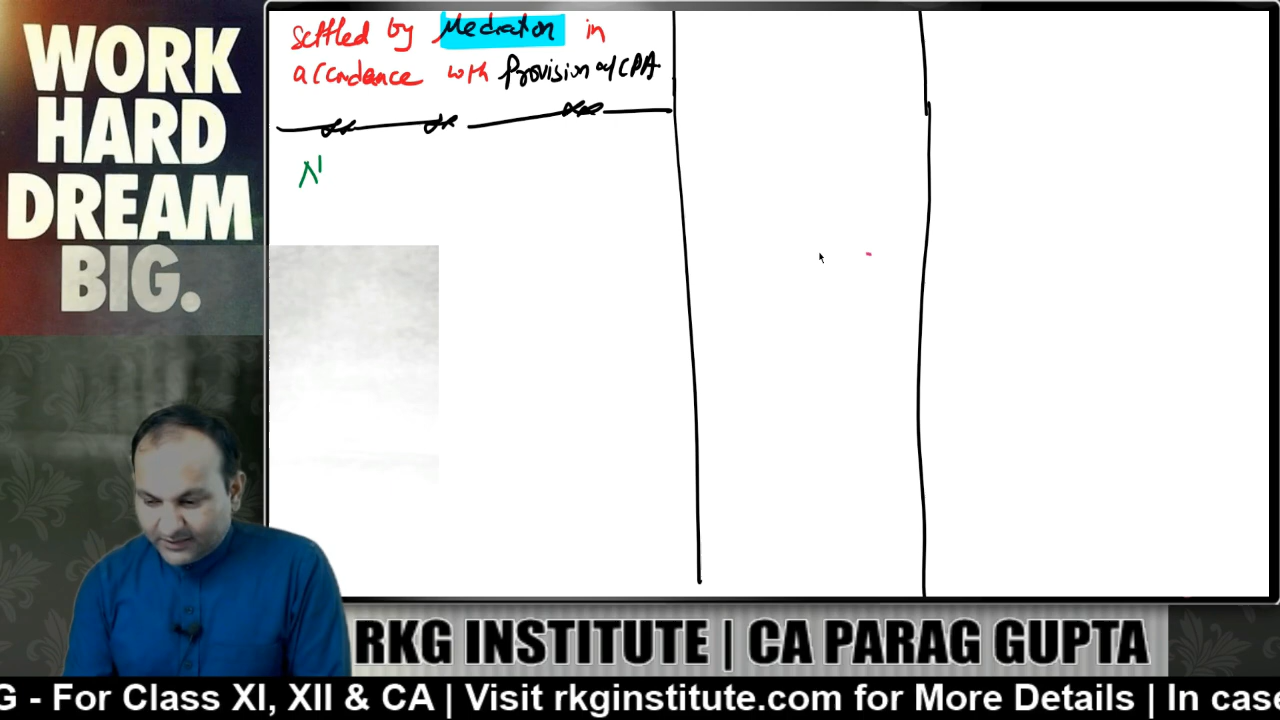 WORK
HARD
DREAM
BIG.
settled by Mediation in
accordance with Provision of CPA
RKG INSTITUTE | CA PARAG GUPTA
G - For Class XI, XII & CA | Visit rkginstitute.com for More Details | In case